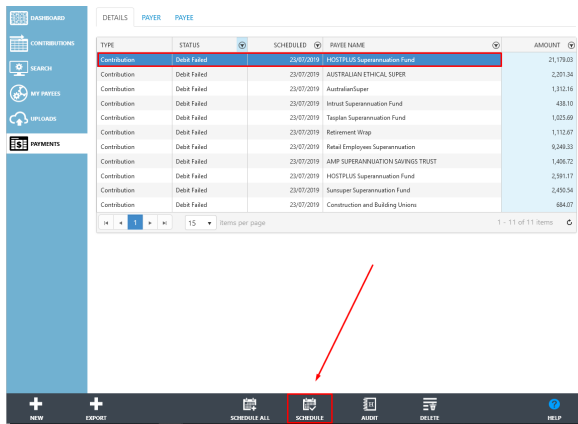 DASHBOARD
CONTRIBUTIONS
SEARCH
MY PAYEES
UPLOADS
PAYMENTS
DETAILS PAYER PAYEE
TYPE STATUS SCHEDULED PAYEE NAME AMOUNT
Contribution Debit Failed 23/07/2019 HOSTPLUS Superannuation Fund 21,178.03
Contribution Debit Failed 23/07/2019 AUSTRALIAN ETHICAL SUPER 2,201.34
Contribution Debit Failed 23/07/2019 AustralianSuper 1,312.16
Contribution Debit Failed 23/07/2019 Intrust Superannuation Fund 438.10
Contribution Debit Failed 23/07/2019 Tasplan Superannuation Fund 1,025.69
Contribution Debit Failed 23/07/2019 Retirement Wrap 1,112.67
Contribution Debit Failed 23/07/2019 Retail Employees Superannuation 9,249.33
Contribution Debit Failed 23/07/2019 AMP SUPERANNUATION SAVINGS TRUST 1,406.72
Contribution Debit Failed 23/07/2019 HOSTPLUS Superannuation Fund 2,591.17
Contribution Debit Failed 23/07/2019 Sunsuper Superannuation Fund 2,450.54
Contribution Debit Failed 23/07/2019 Construction and Building Unions 684.07
1 15 items per page 1 - 11 of 11 items
NEW EXPORT SCHEDULE ALL SCHEDULE AUDIT DELETE HELP